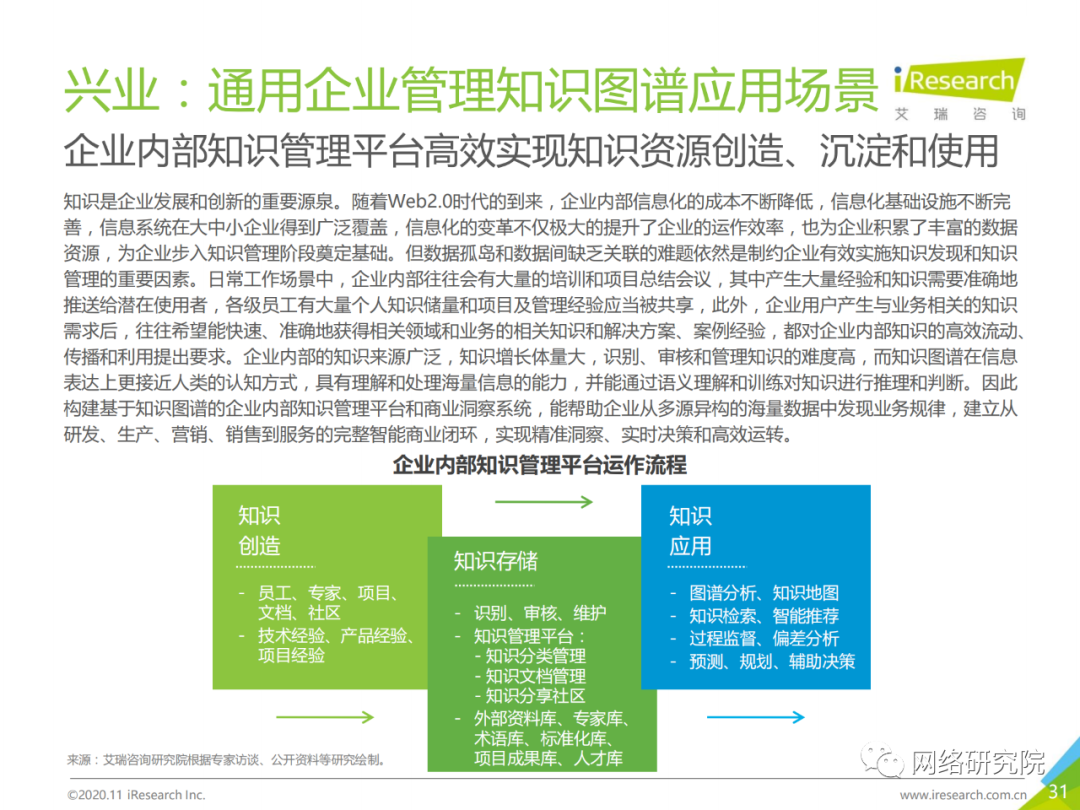 兴业：通用企业管理知识图谱应用场景
iResearch
艾瑞咨询
企业内部知识管理平台高效实现知识资源创造、沉淀和使用
知识是企业发展和创新的重要源泉。随着Web2.0时代的到来，企业内部信息化的成本不断降低，信息化基础设施不断完
善，信息系统在大中小企业得到广泛覆盖，信息化的变革不仅极大的提升了企业的运作效率，也为企业积累了丰富的数据
资源，为企业步入知识管理阶段奠定基础。但数据孤岛和数据间缺乏关联的难题依然是制约企业有效实施知识发现和知识
管理的重要因素。日常工作场景中，企业内部往往会有大量的培训和项目总结会议，其中产生大量经验和知识需要准确地
推送给潜在使用者，各级员工有大量个人知识储量和项目及管理经验应当被共享，此外，企业用户产生与业务相关的知识
需求后，往往希望能快速、准确地获得相关领域和业务的相关知识和解决方案、案例经验，都对企业内部知识的高效流动、
传播和利用提出要求。企业内部的知识来源广泛，知识增长体量大，识别、审核和管理知识的难度高，而知识图谱在信息
表达上更接近人类的认知方式，具有理解和处理海量信息的能力，并能通过语义理解和训练对知识进行推理和判断。因此
构建基于知识图谱的企业内部知识管理平台和商业洞察系统，能帮助企业从多源异构的海量数据中发现业务规律，建立从
研发、生产、营销、销售到服务的完整智能商业闭环，实现精准洞察、实时决策和高效运转。
企业内部知识管理平台运作流程
知识
创造
- 员工、专家、项目、
文档、社区
- 技术经验、产品经验、
项目经验
知识存储
- 识别、审核、维护
- 知识管理平台：
- 知识分类管理
- 知识文档管理
- 知识分享社区
- 外部资料库、专家库、
术语库、标准化库、
项目成果库、人才库
知识
应用
- 图谱分析、知识地图
- 知识检索、智能推荐
- 过程监督、偏差分析
- 预测、规划、辅助决策
来源：艾瑞咨询研究院根据专家访谈、公开资料等研究绘制。
网络研究院
©2020.11 iResearch Inc.
www.iresearch.com.cn
31